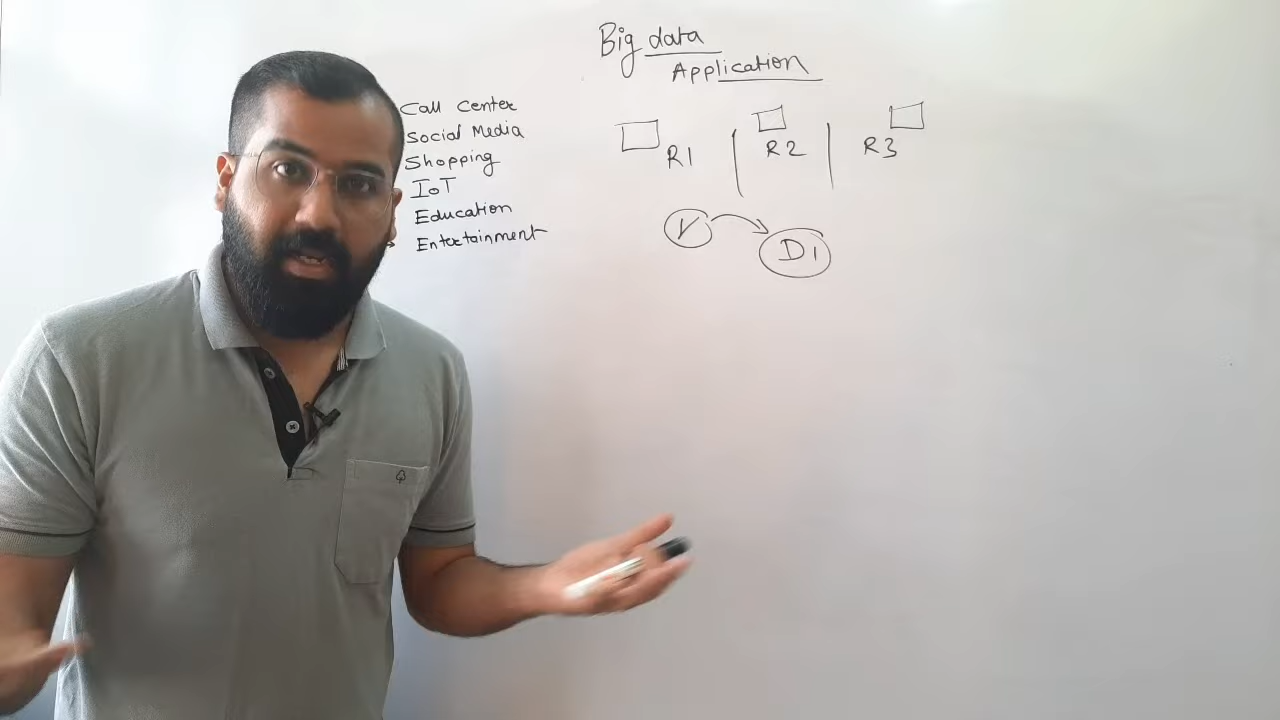 Big data
Application
Call Center
Social Media
Shopping
IoT
Education
Entertainment
R1 | R2 | R3
V
D1